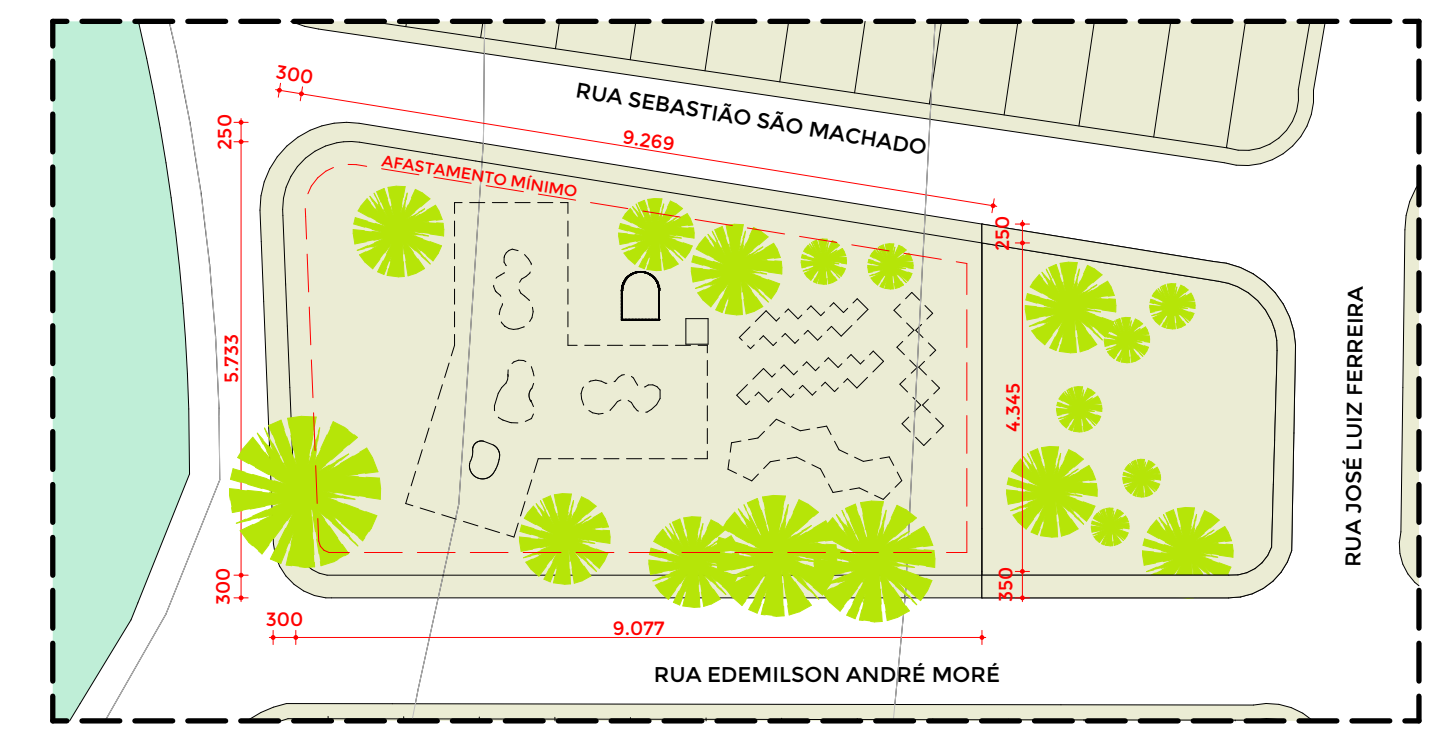 300
RUA SEBASTIÃO SÃO MACHADO
250
9.269
AFASTAMENTO MÍNIMO
250
5.733
4.345
RUA JOSÉ LUIZ FERREIRA
300
350
300
9.077
RUA EDEMILSON ANDRÉ MORÉ